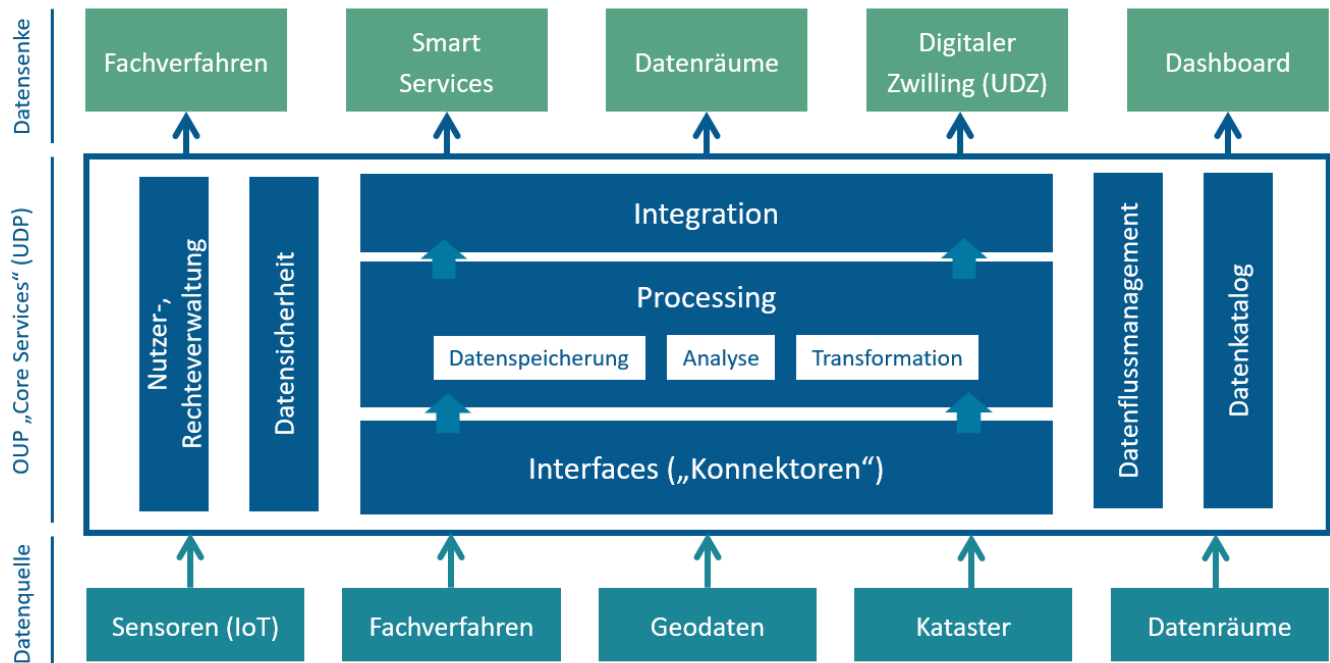 Datensenke
Fachverfahren
Smart
Services
Datenräume
Digitaler
Zwilling (UDZ)
Dashboard
OUP „Core Services“ (UDP)
Nutzer-,
Rechteverwaltung
Datensicherheit
Integration
Processing
Datenspeicherung
Analyse
Transformation
Interfaces („Konnektoren“)
Datenflussmanagement
Datenkatalog
Datenquelle
Sensoren (IoT)
Fachverfahren
Geodaten
Kataster
Datenräume